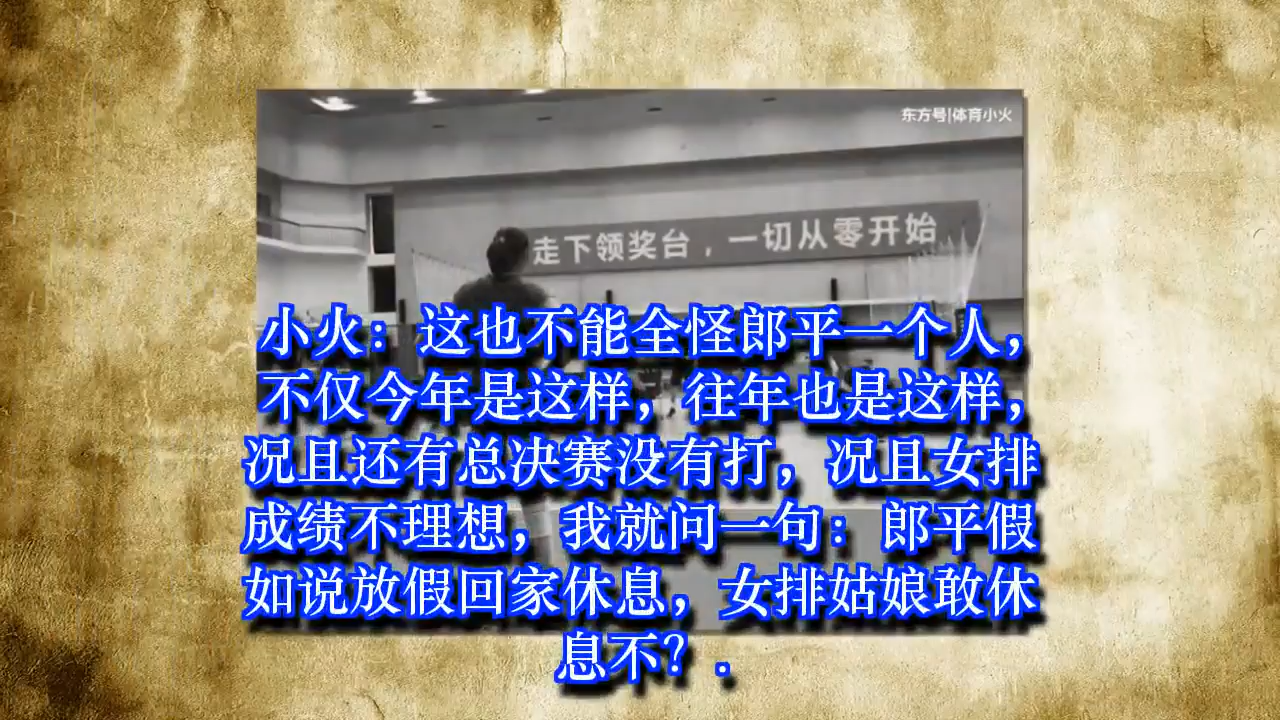 东方号|体育小火
走下领奖台，一切从零开始
小火：这也不能全怪郎平一个人，
不仅今年是这样，往年也是这样，
况且还有总决赛没有打，况且女排
成绩不理想，我就问一句：郎平假
如说放假回家休息，女排姑娘敢休
息不？.